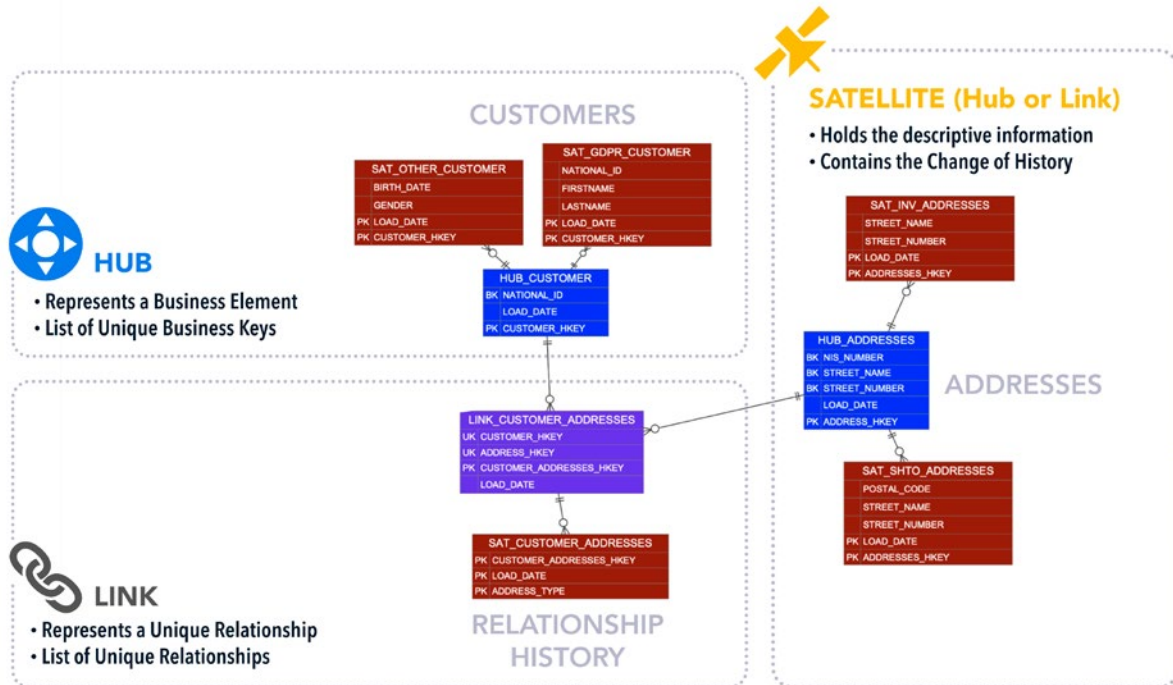 CUSTOMERS
SAT_OTHER_CUSTOMER
BIRTH_DATE
GENDER
PK LOAD_DATE
PK CUSTOMER_HKEY
SAT_GDPR_CUSTOMER
NATIONAL_ID
FIRSTNAME
LASTNAME
PK LOAD_DATE
PK CUSTOMER_HKEY
HUB
• Represents a Business Element
• List of Unique Business Keys
HUB_CUSTOMER
BK NATIONAL_ID
LOAD_DATE
PK CUSTOMER_HKEY
SATELLITE (Hub or Link)
• Holds the descriptive information
• Contains the Change of History
SAT_INV_ADDRESSES
STREET_NAME
STREET_NUMBER
PK LOAD_DATE
PK ADDRESSES_HKEY
HUB_ADDRESSES
BK NIS_NUMBER
BK STREET_NAME
BK STREET_NUMBER
LOAD_DATE
PK ADDRESS_HKEY
ADDRESSES
SAT_SHTO_ADDRESSES
POSTAL_CODE
STREET_NAME
STREET_NUMBER
PK LOAD_DATE
PK ADDRESSES_HKEY
LINK_CUSTOMER_ADDRESSES
UK CUSTOMER_HKEY
UK ADDRESS_HKEY
PK CUSTOMER_ADDRESSES_HKEY
LOAD_DATE
SAT_CUSTOMER_ADDRESSES
PK CUSTOMER_ADDRESSES_HKEY
PK LOAD_DATE
PK ADDRESS_TYPE
LINK
• Represents a Unique Relationship
• List of Unique Relationships
RELATIONSHIP
HISTORY